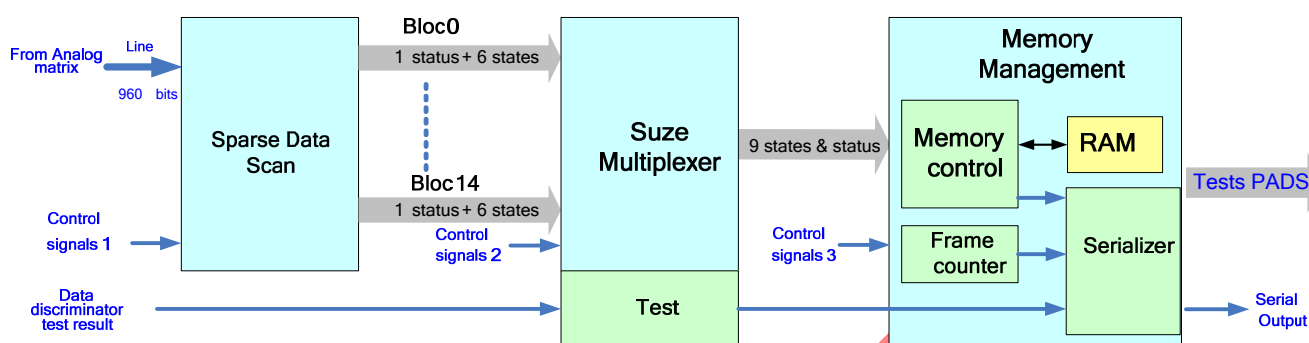 From Analog
matrix
Line
960 bits
Sparse Data
Scan
Control
signals 1
Data
discriminator
test result
Bloc0
1 status + 6 states
Bloc14
1 status + 6 states
Control
signals 2
Suze
Multiplexer
Test
9 states & status
Control
signals 3
Memory
Management
Memory
control
RAM
Frame
counter
Serializer
Tests PADS
Serial
Output